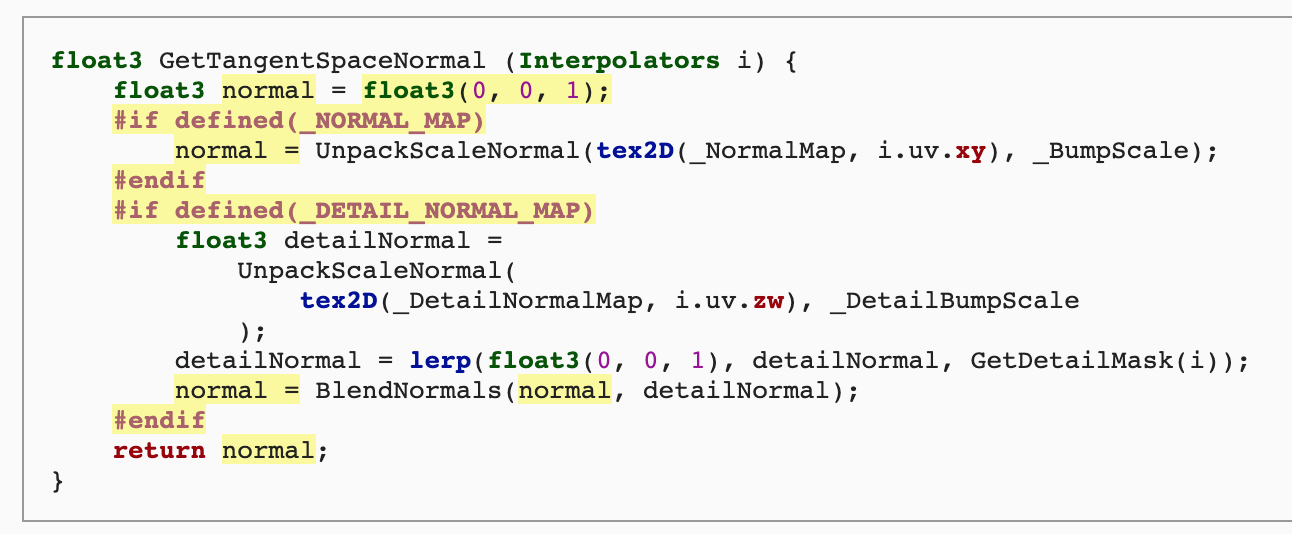 float3 GetTangentSpaceNormal (Interpolators i) {
float3 normal = float3(0, 0, 1);
#if defined(_NORMAL_MAP)
normal = UnpackScaleNormal(tex2D(_NormalMap, i.uv.xy), _BumpScale);
#endif
#if defined(_DETAIL_NORMAL_MAP)
float3 detailNormal =
UnpackScaleNormal(
tex2D(_DetailNormalMap, i.uv.zw), _DetailBumpScale
);
detailNormal = lerp(float3(0, 0, 1), detailNormal, GetDetailMask(i));
normal = BlendNormals(normal, detailNormal);
#endif
return normal;
}